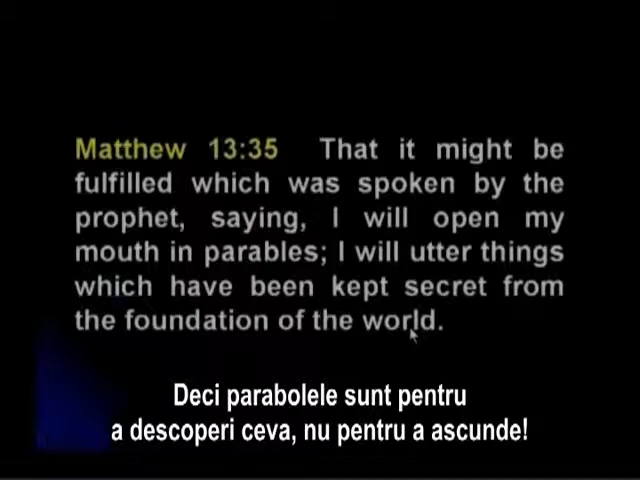 Matthew 13:35 That it might be
fulfilled which was spoken by the
prophet, saying, I will open my
mouth in parables; I will utter things
which have been kept secret from
the foundation of the world.
Deci parabolele sunt pentru
a descoperi ceva, nu pentru a ascunde!